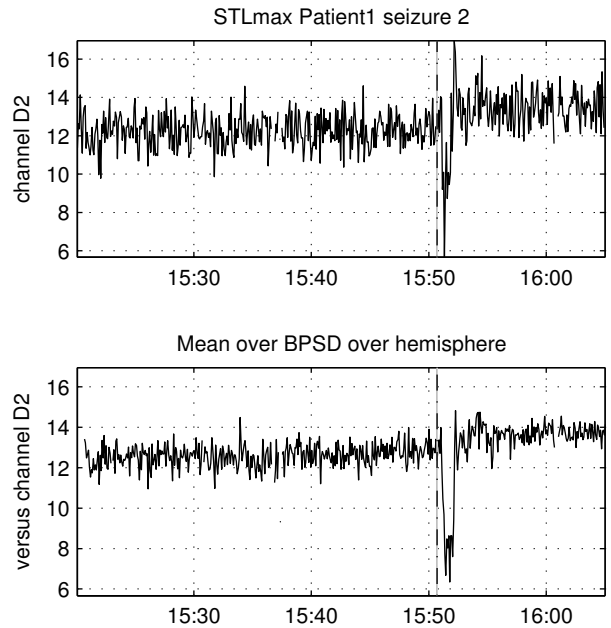 STLmax Patient1 seizure 2
16
14
12
10
8
6
channel D2
15:30 15:40 15:50 16:00
Mean over BPSD over hemisphere
16
14
12
10
8
6
versus channel D2
15:30 15:40 15:50 16:00